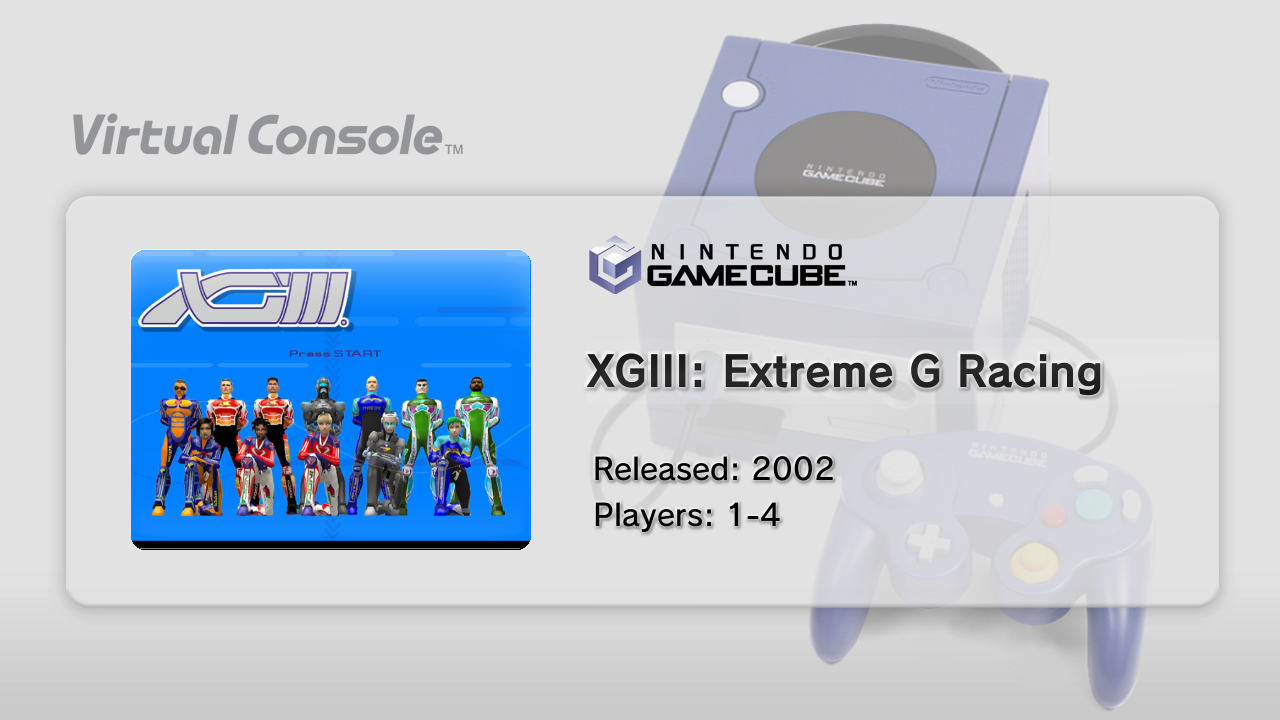 Nintendo
NINTENDO
GAMECUBE
Virtual Console™
XGIII.
Press START
NINTENDO
GAMECUBE™
XGIII: Extreme G Racing
Released: 2002
Players: 1-4
NINTENDO
GAMECUBE